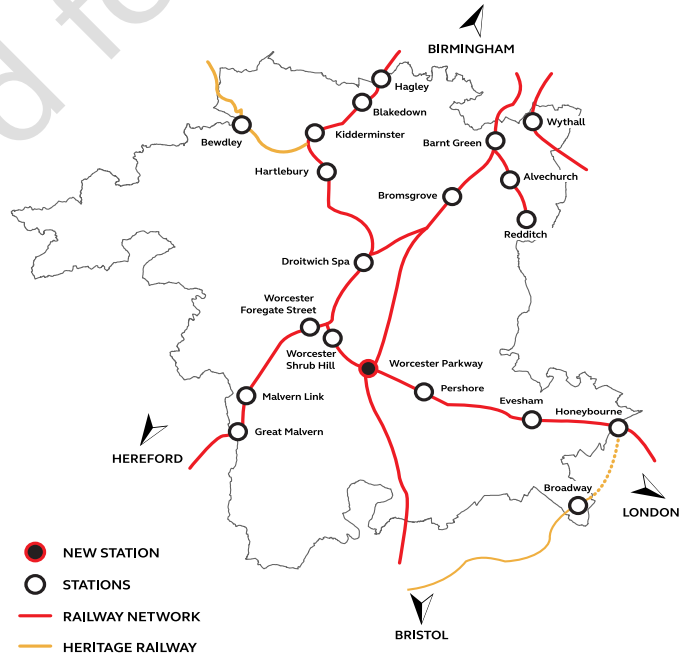 d fo
BIRMINGHAM
Hagley
Blakedown
Wythall
Bewdley
Kidderminster
Barnt Green
Hartlebury
Alvechurch
Bromsgrove
Redditch
Droitwich Spa
Worcester
Foregate Street
Worcester
Shrub Hill
Worcester Parkway
Pershore
Malvern Link
Evesham
Honeybourne
Great Malvern
HEREFORD
Broadway
LONDON
NEW STATION
STATIONS
RAILWAY NETWORK
BRISTOL
HERITAGE RAILWAY